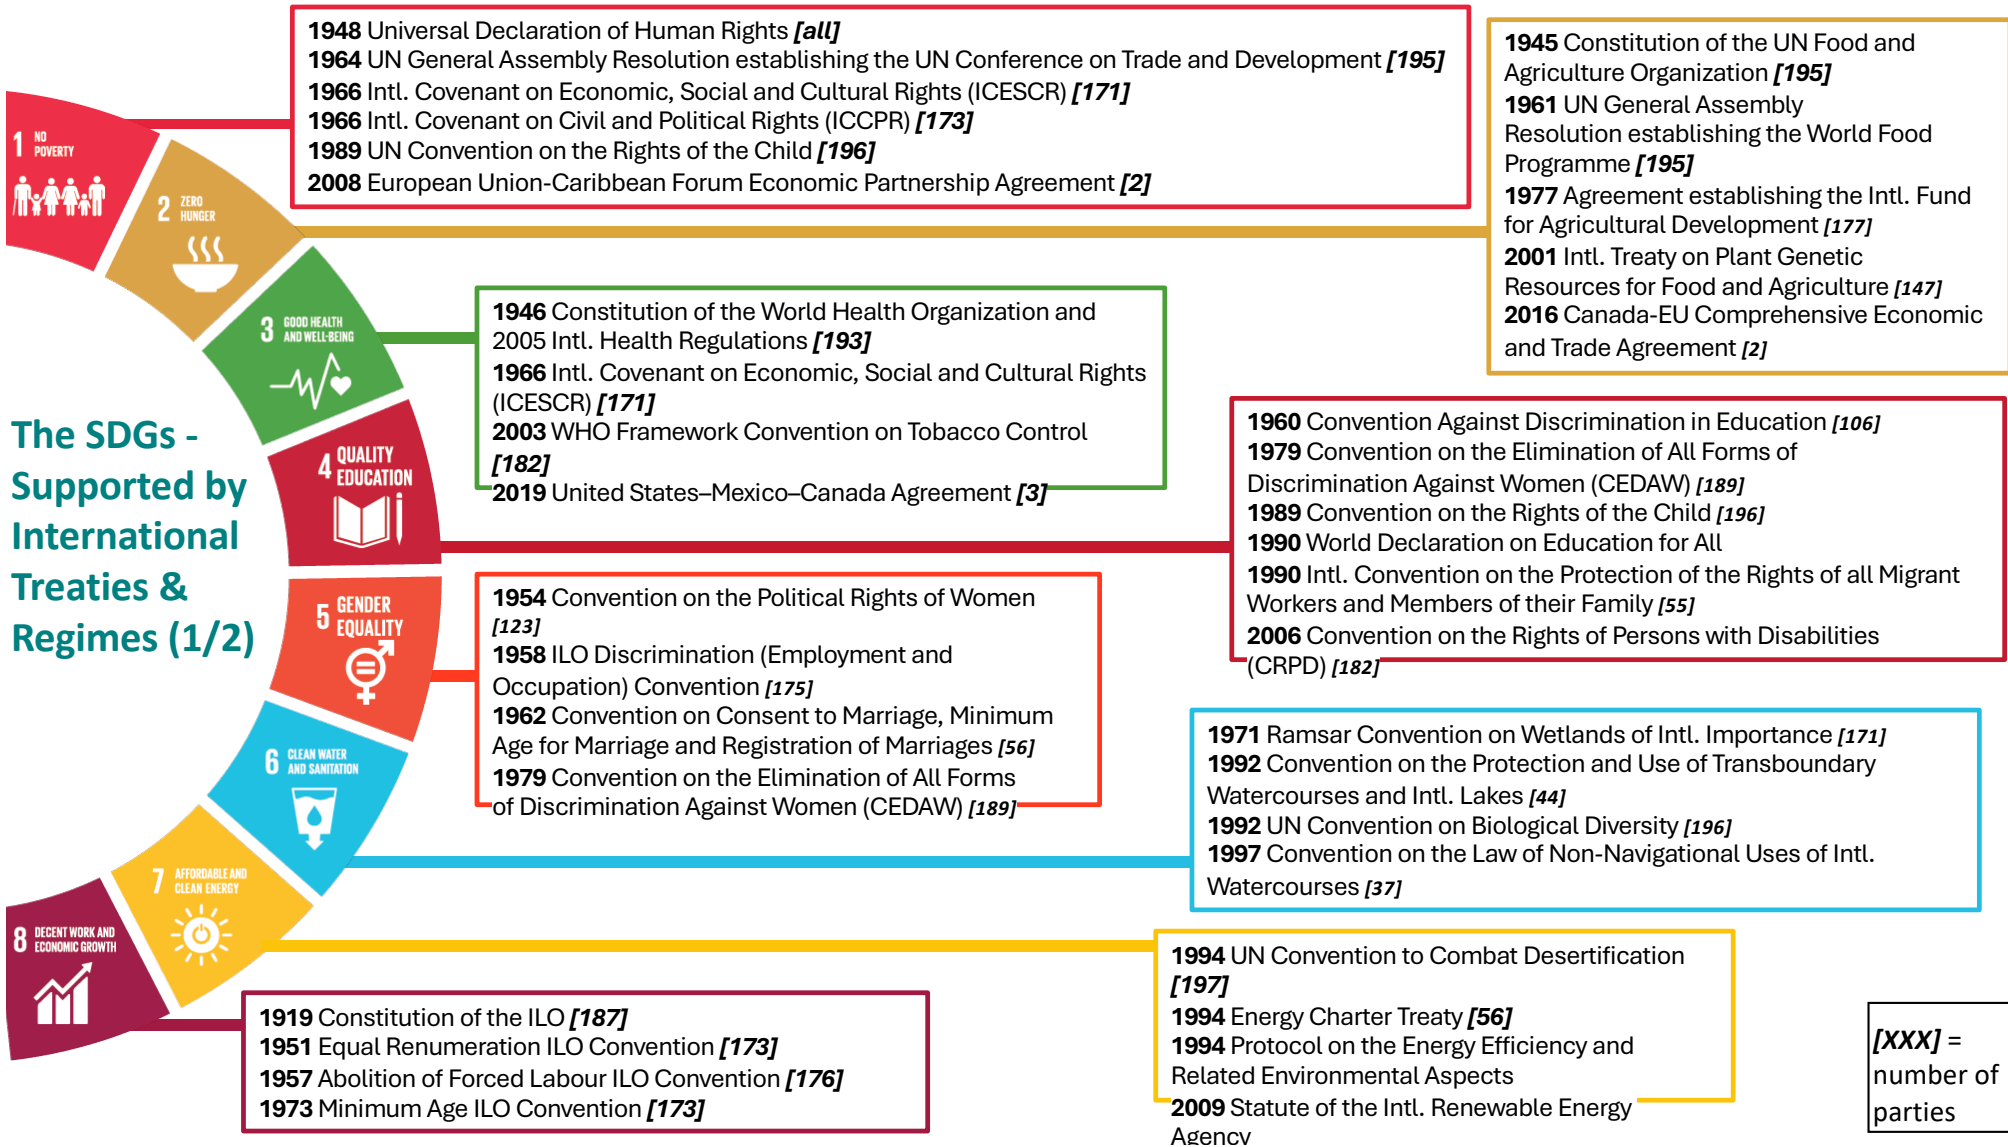 1948 Universal Declaration of Human Rights [all]
1964 UN General Assembly Resolution establishing the UN Conference on Trade and Development [195]
1966 Intl. Covenant on Economic, Social and Cultural Rights (ICESCR) [171]
1966 Intl. Covenant on Civil and Political Rights (ICCPR) [173]
1989 UN Convention on the Rights of the Child [196]
2008 European Union-Caribbean Forum Economic Partnership Agreement [2]
1945 Constitution of the UN Food and
Agriculture Organization [195]
1961 UN General Assembly
Resolution establishing the World Food
Programme [195]
1977 Agreement establishing the Intl. Fund
for Agricultural Development [177]
2001 Intl. Treaty on Plant Genetic
Resources for Food and Agriculture [147]
2016 Canada-EU Comprehensive Economic
and Trade Agreement [2]
1 NO
POVERTY
2 ZERO
HUNGER
3 GOOD HEALTH
AND WELL-BEING
1946 Constitution of the World Health Organization and
2005 Intl. Health Regulations [193]
1966 Intl. Covenant on Economic, Social and Cultural Rights
(ICESCR) [171]
2003 WHO Framework Convention on Tobacco Control
[182]
2019 United States–Mexico–Canada Agreement [3]
The SDGs -
Supported by
International
Treaties &
Regimes (1/2)
4 QUALITY
EDUCATION
1960 Convention Against Discrimination in Education [106]
1979 Convention on the Elimination of All Forms of
Discrimination Against Women (CEDAW) [189]
1989 Convention on the Rights of the Child [196]
1990 World Declaration on Education for All
1990 Intl. Convention on the Protection of the Rights of all Migrant
Workers and Members of their Family [55]
2006 Convention on the Rights of Persons with Disabilities
(CRPD) [182]
5 GENDER
EQUALITY
1954 Convention on the Political Rights of Women
[123]
1958 ILO Discrimination (Employment and
Occupation) Convention [175]
1962 Convention on Consent to Marriage, Minimum
Age for Marriage and Registration of Marriages [56]
1979 Convention on the Elimination of All Forms
of Discrimination Against Women (CEDAW) [189]
6 CLEAN WATER
AND SANITATION
1971 Ramsar Convention on Wetlands of Intl. Importance [171]
1992 Convention on the Protection and Use of Transboundary
Watercourses and Intl. Lakes [44]
1992 UN Convention on Biological Diversity [196]
1997 Convention on the Law of Non-Navigational Uses of Intl.
Watercourses [37]
7 AFFORDABLE AND
CLEAN ENERGY
1994 UN Convention to Combat Desertification
[197]
1994 Energy Charter Treaty [56]
1994 Protocol on the Energy Efficiency and
Related Environmental Aspects
2009 Statute of the Intl. Renewable Energy
Agency
8 DECENT WORK AND
ECONOMIC GROWTH
1919 Constitution of the ILO [187]
1951 Equal Renumeration ILO Convention [173]
1957 Abolition of Forced Labour ILO Convention [176]
1973 Minimum Age ILO Convention [173]
[XXX] =
number of
parties